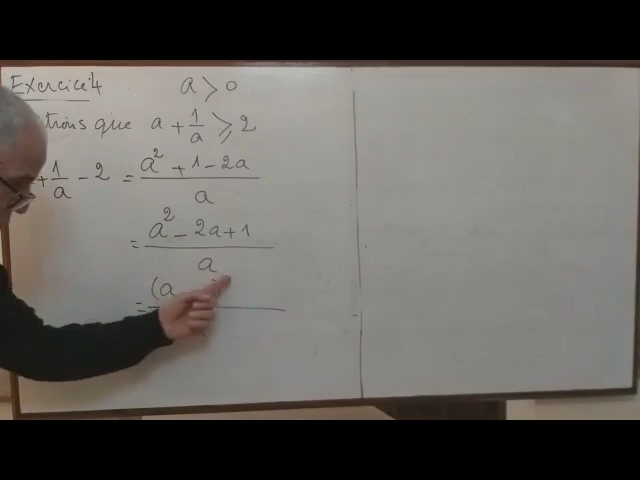 Exercice:4 a > 0
trons que a + 1/a ⩾ 2
+ 1/a - 2 = (a² + 1 - 2a)/a
= (a² - 2a + 1)/a
= (a